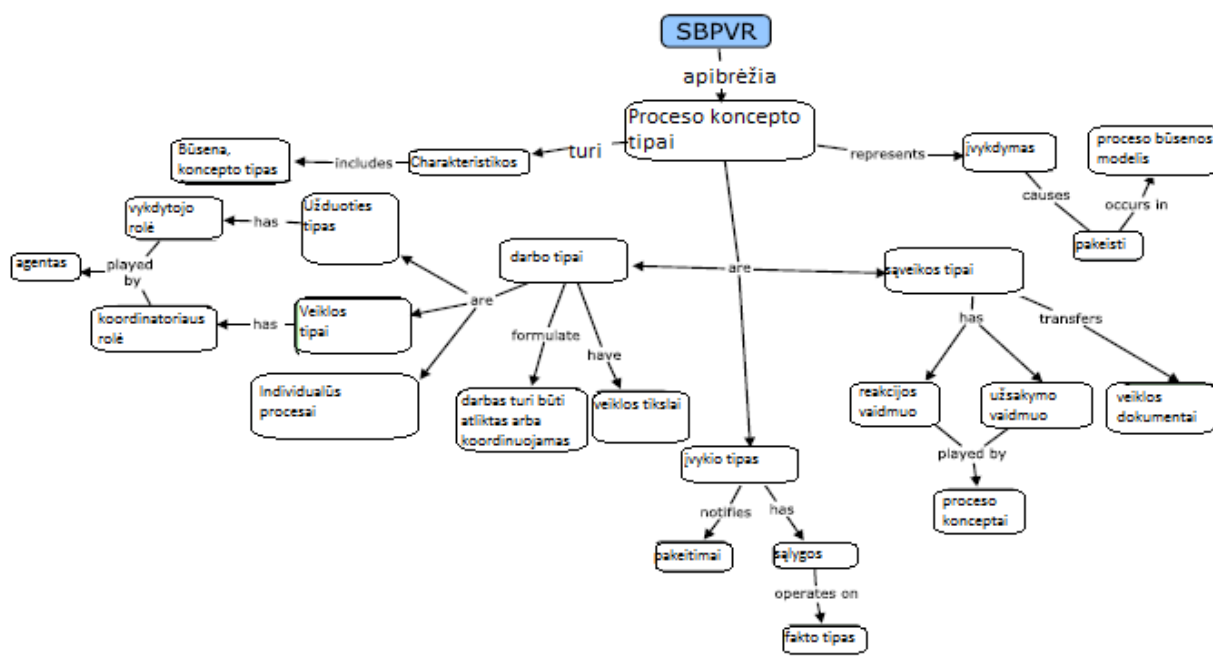 SBPVR
apibrėžia
Proceso koncepto
tipai
turi
Charakteristikos
includes
Būsena,
koncepto tipas
represents
įvykdymas
causes
pakeisti
occurs in
proceso būsenos
modelis
are
darbo tipai
are
Užduoties
tipas
has
vykdytojo
rolė
played
by
agentas
Veiklos
tipai
has
koordinatoriaus
rolė
Individualūs
procesai
formulate
darbas turi būti
atliktas arba
koordinuojamas
have
veiklos tikslai
sąveikos tipai
has
reakcijos
vaidmuo
užsakymo
vaidmuo
played by
proceso
konceptai
transfers
veiklos
dokumentai
įvykio tipas
notifies
pakeitimai
has
sąlygos
operates on
fakto tipas